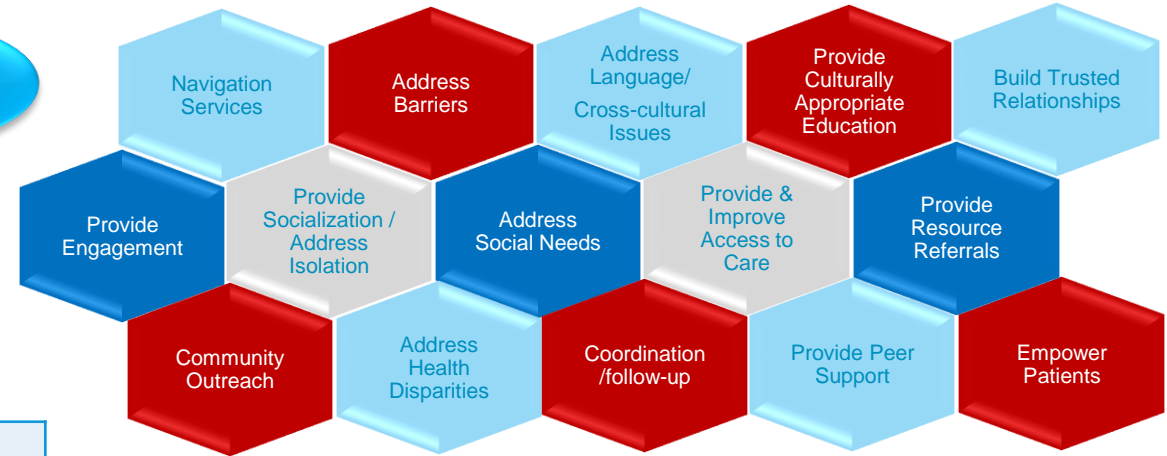 Navigation
Services
Address
Barriers
Address
Language/
Cross-cultural
Issues
Provide
Culturally
Appropriate
Education
Build Trusted
Relationships
Provide
Engagement
Provide
Socialization /
Address
Isolation
Address
Social Needs
Provide &
Improve
Access to
Care
Provide
Resource
Referrals
Community
Outreach
Address
Health
Disparities
Coordination
/follow-up
Provide Peer
Support
Empower
Patients